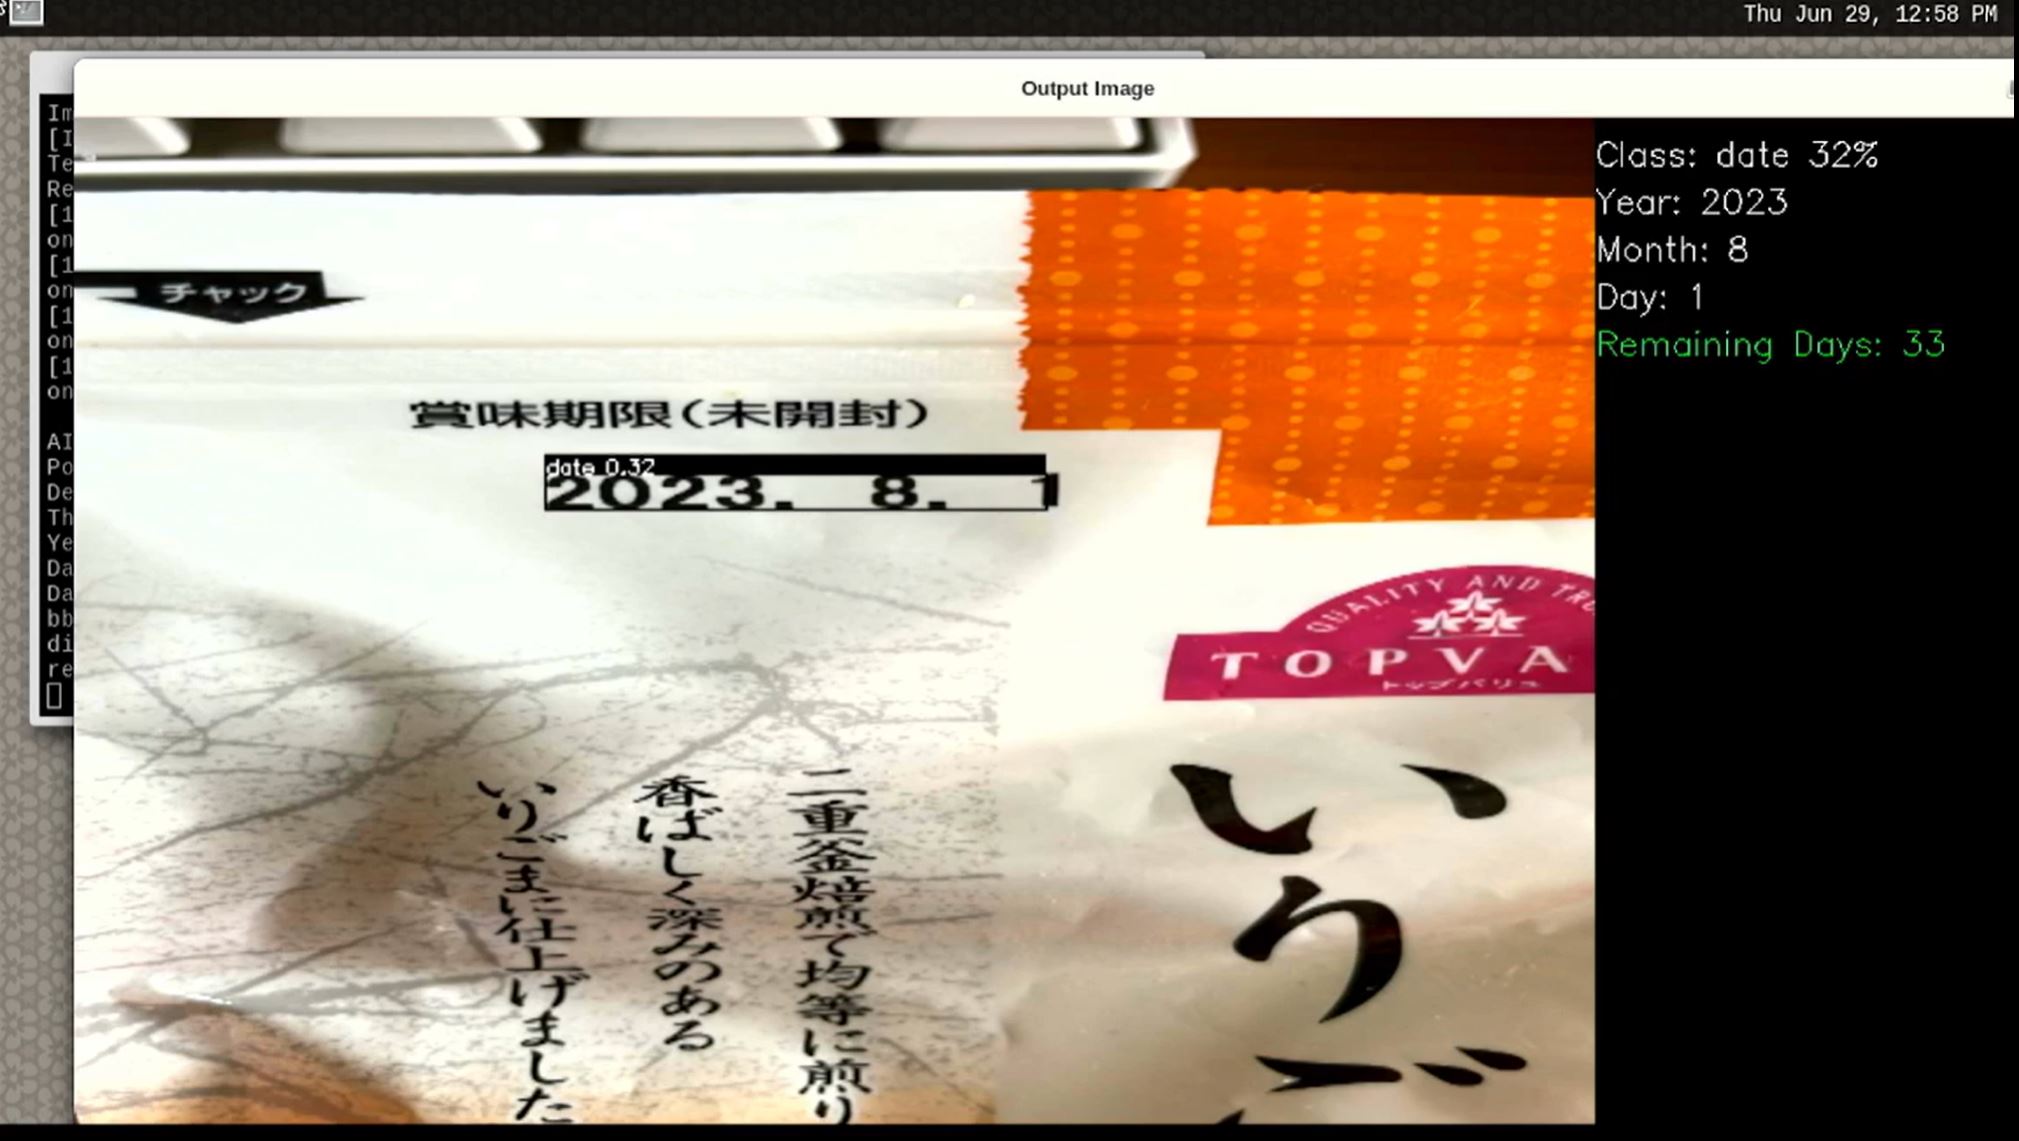 Thu Jun 29, 12:58 PM
Output Image
Class: date 32%
Year: 2023
Month: 8
Day: 1
Remaining Days: 33
チャック
賞味期限(未開封)
date 0.32
2023. 8. 1
QUALITY AND
TOPVA
トップバリュ
二重釜焙煎で均等に煎り
香ばしく深みのある
いりごまに仕上げました
いりご
Im
[I
Te
Re
[1
on
[1
on
[1
on
[1
on
AI
Po
De
Th
Ye
Da
Da
bb
di
re